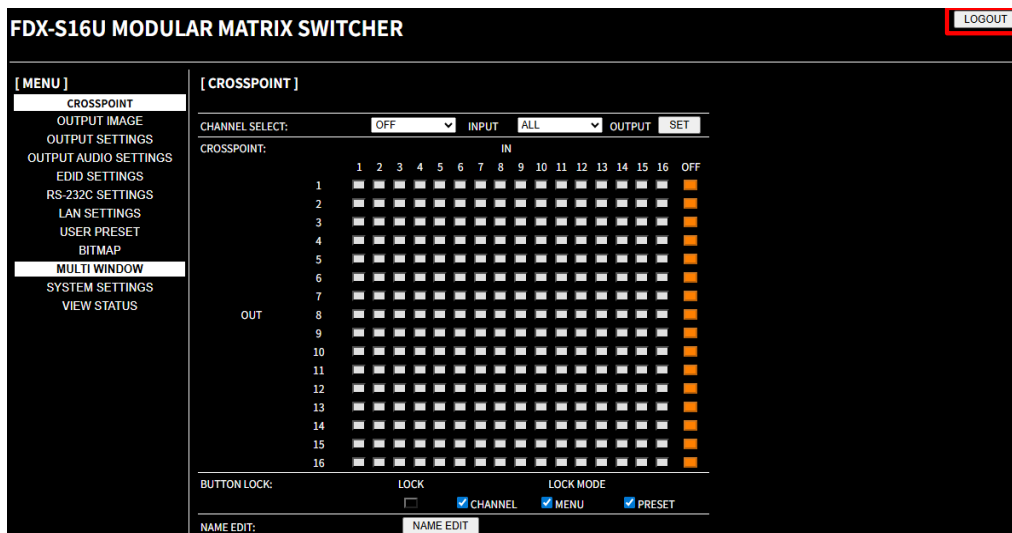 FDX-S16U MODULAR MATRIX SWITCHER
LOGOUT
[ MENU ]
CROSSPOINT
OUTPUT IMAGE
OUTPUT SETTINGS
OUTPUT AUDIO SETTINGS
EDID SETTINGS
RS-232C SETTINGS
LAN SETTINGS
USER PRESET
BITMAP
MULTI WINDOW
SYSTEM SETTINGS
VIEW STATUS
[ CROSSPOINT ]
CHANNEL SELECT: OFF INPUT ALL OUTPUT SET
CROSSPOINT: IN
1 2 3 4 5 6 7 8 9 10 11 12 13 14 15 16 OFF
1
2
3
4
5
6
7
OUT 8
9
10
11
12
13
14
15
16
BUTTON LOCK: LOCK LOCK MODE
CHANNEL MENU PRESET
NAME EDIT: NAME EDIT